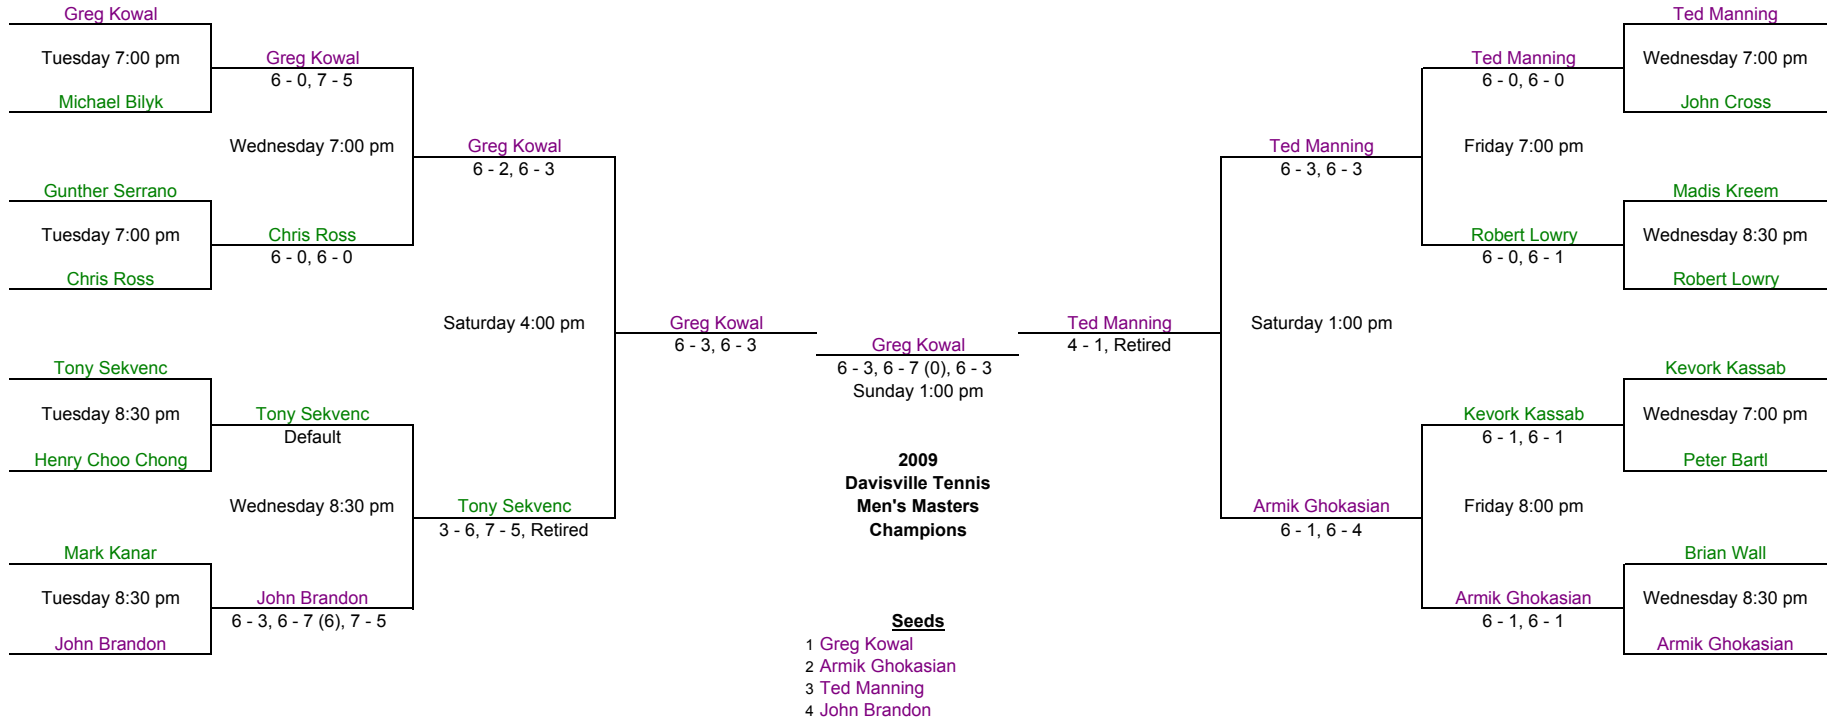 Greg Kowal
Tuesday 7:00 pm
Michael Bilyk
Greg Kowal
6 - 0, 7 - 5
Wednesday 7:00 pm
Gunther Serrano
Tuesday 7:00 pm
Chris Ross
Chris Ross
6 - 0, 6 - 0
Greg Kowal
6 - 2, 6 - 3
Saturday 4:00 pm
Tony Sekvenc
Tuesday 8:30 pm
Henry Choo Chong
Tony Sekvenc
Default
Wednesday 8:30 pm
Mark Kanar
Tuesday 8:30 pm
John Brandon
John Brandon
6 - 3, 6 - 7 (6), 7 - 5
Tony Sekvenc
3 - 6, 7 - 5, Retired
Greg Kowal
6 - 3, 6 - 3
Greg Kowal
6 - 3, 6 - 7 (0), 6 - 3
Sunday 1:00 pm
2009
Davisville Tennis
Men's Masters
Champions
Seeds
1 Greg Kowal
2 Armik Ghokasian
3 Ted Manning
4 John Brandon
Ted Manning
4 - 1, Retired
Ted Manning
6 - 3, 6 - 3
Saturday 1:00 pm
Armik Ghokasian
6 - 1, 6 - 4
Ted Manning
6 - 0, 6 - 0
Friday 7:00 pm
Robert Lowry
6 - 0, 6 - 1
Kevork Kassab
6 - 1, 6 - 1
Friday 8:00 pm
Armik Ghokasian
6 - 1, 6 - 1
Ted Manning
Wednesday 7:00 pm
John Cross
Madis Kreem
Wednesday 8:30 pm
Robert Lowry
Kevork Kassab
Wednesday 7:00 pm
Peter Bartl
Brian Wall
Wednesday 8:30 pm
Armik Ghokasian